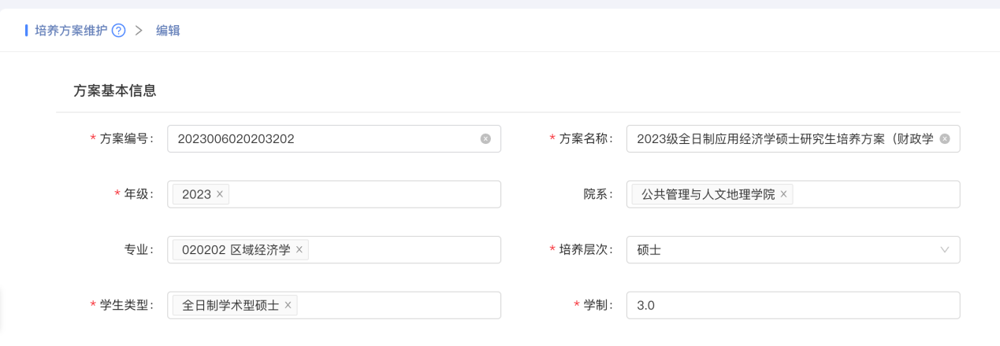 培养方案维护 ? > 编辑
方案基本信息
* 方案编号: 2023006020203202
* 方案名称: 2023级全日制应用经济学硕士研究生培养方案（财政学
* 年级: 2023 ×
院系: 公共管理与人文地理学院 ×
专业: 020202 区域经济学 ×
* 培养层次: 硕士
* 学生类型: 全日制学术型硕士 ×
* 学制: 3.0